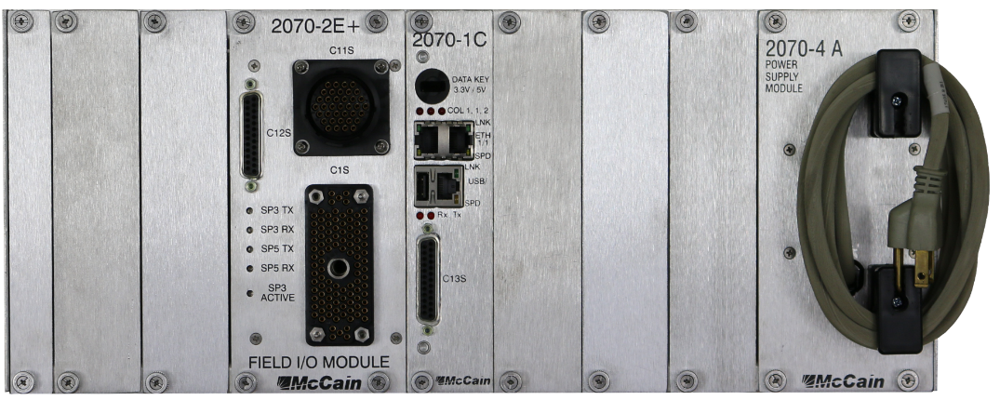 2070-2E+
C11S
C12S
C1S
SP3 TX
SP3 RX
SP5 TX
SP5 RX
SP3
ACTIVE
FIELD I/O MODULE
McCain
2070-1C
DATA KEY
3.3V / 5V
COL 1, 1, 2
LNK
ETH
1/1
SPD
LNK
USB/
SPD
Rx Tx
C13S
McCain
2070-4 A
POWER
SUPPLY
MODULE
McCain